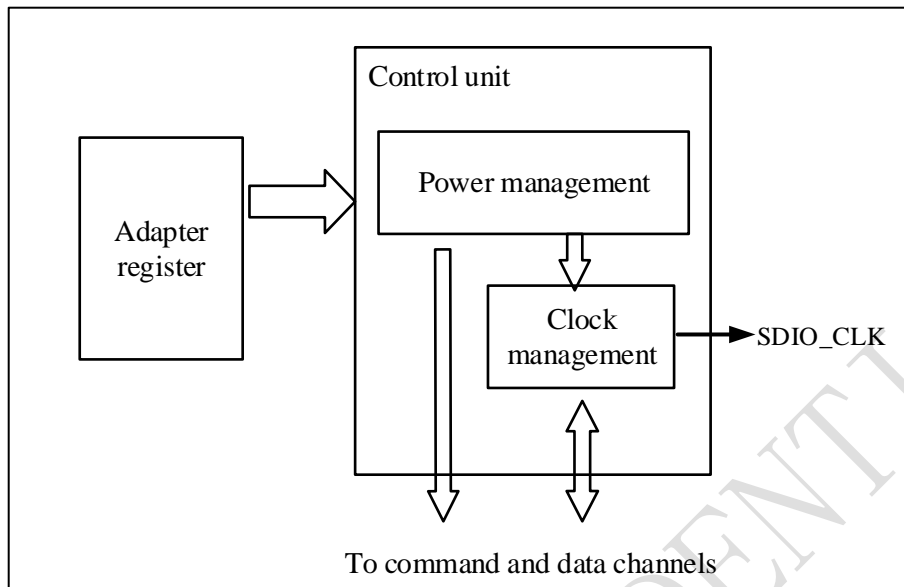 Control unit
Power management
Adapter
register
Clock
management
SDIO_CLK
To command and data channels